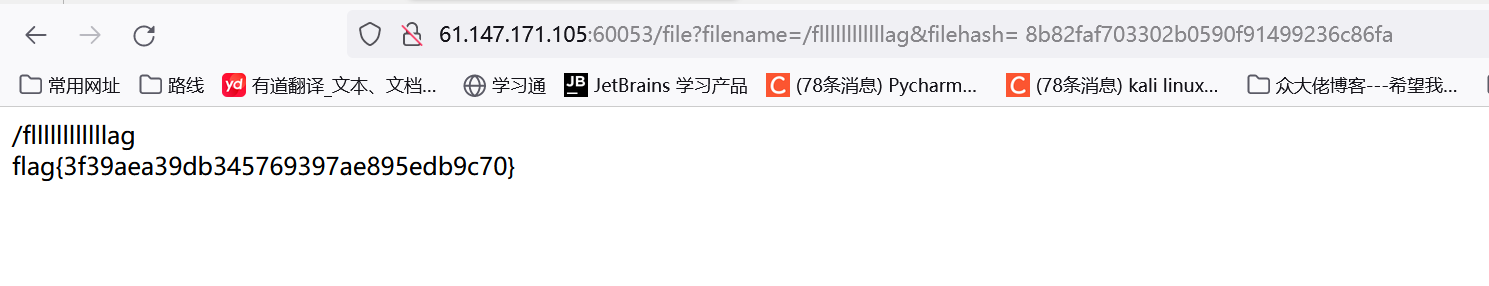 61.147.171.105:60053/file?filename=/fllllllllllllag&filehash= 8b82faf703302b0590f91499236c86fa
常用网址 路线 yd 有道翻译_文本、文档... 学习通 JB JetBrains 学习产品 C (78条消息) Pycharm... C (78条消息) kali linux... 众大佬博客---希望我...
/fllllllllllllag
flag{3f39aea39db345769397ae895edb9c70}